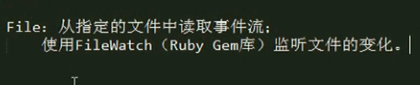 File: 从指定的文件中读取事件流;
使用FileWatch（Ruby Gem库）监听文件的变化。